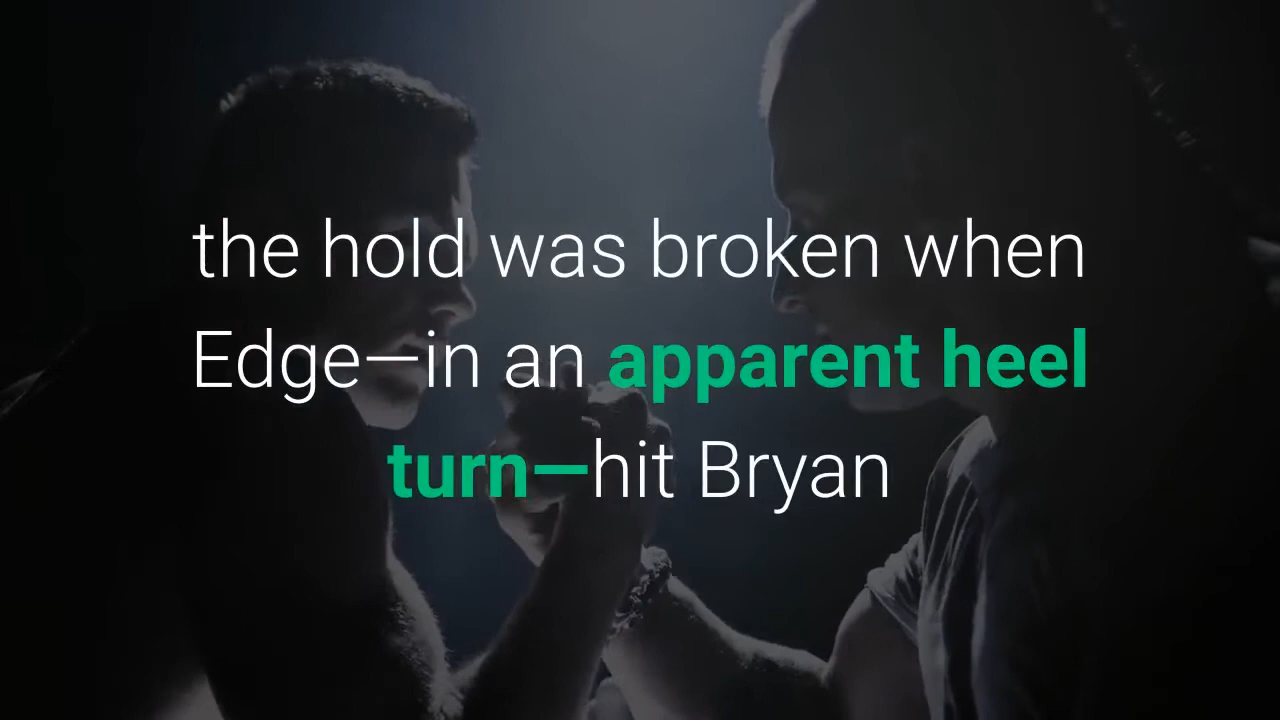 the hold was broken when
Edge—in an apparent heel
turn—hit Bryan